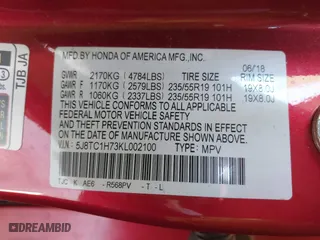 TJB JA
MFD.BY HONDA OF AMERICA MFG.,INC. 06/18
GVWR 2170KG (4784LBS) TIRE SIZE RIM SIZE
GAWR F 1170KG (2579LBS) 235/55R19 101H 19X8.0J
GAWR R 1060KG (2337LBS) 235/55R19 101H 19X8.0J
THIS VEHICLE CONFORMS TO ALL APPLICABLE
FEDERAL MOTOR VEHICLE SAFETY AND
THEFT PREVENTION STANDARDS IN EFFECT ON
THE DATE OF MANUFACTURE SHOWN ABOVE.
V.I.N.: 5J8TC1H73KL002100 TYPE: MPV
TJC -K -AE6 -R568PV -T -L
AUTOBIDMASTER